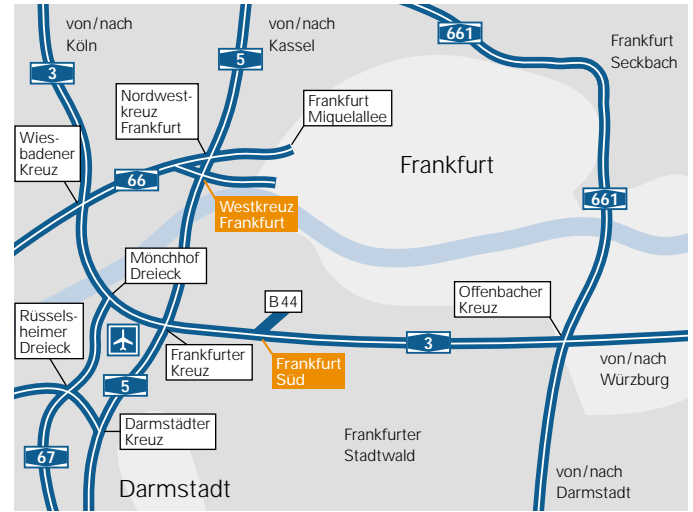 von/nach
Köln
von/nach
Kassel
661
Frankfurt
Seckbach
3
5
Nordwest-
kreuz
Frankfurt
Frankfurt
Miquelallee
Wies-
badener
Kreuz
66
Frankfurt
661
Westkreuz
Frankfurt
Mönchhof
Dreieck
B 44
Offenbacher
Kreuz
Rüssels-
heimer
Dreieck
Frankfurter
Kreuz
Frankfurt
Süd
3
von/nach
Würzburg
5
Darmstädter
Kreuz
Frankfurter
Stadtwald
67
Darmstadt
von/nach
Darmstadt